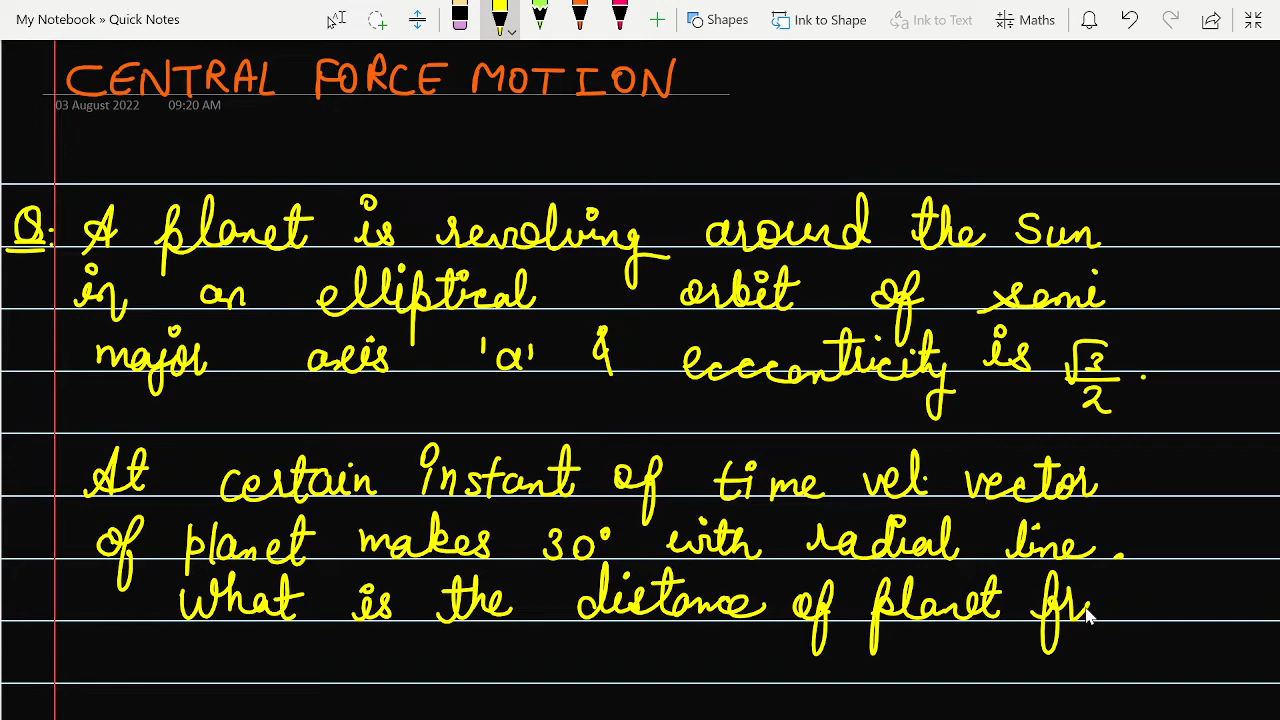 My Notebook » Quick Notes
Shapes
Ink to Shape
Ink to Text
Maths
CENTRAL FORCE MOTION
03 August 2022 09:20 AM
Q. A planet is revolving around the Sun
in an elliptical orbit of semi
major axis 'a' & ecccentricity is √3/2 .
At certain instant of time vel. vector
of planet makes 30° with radial line.
What is the distance of planet fr